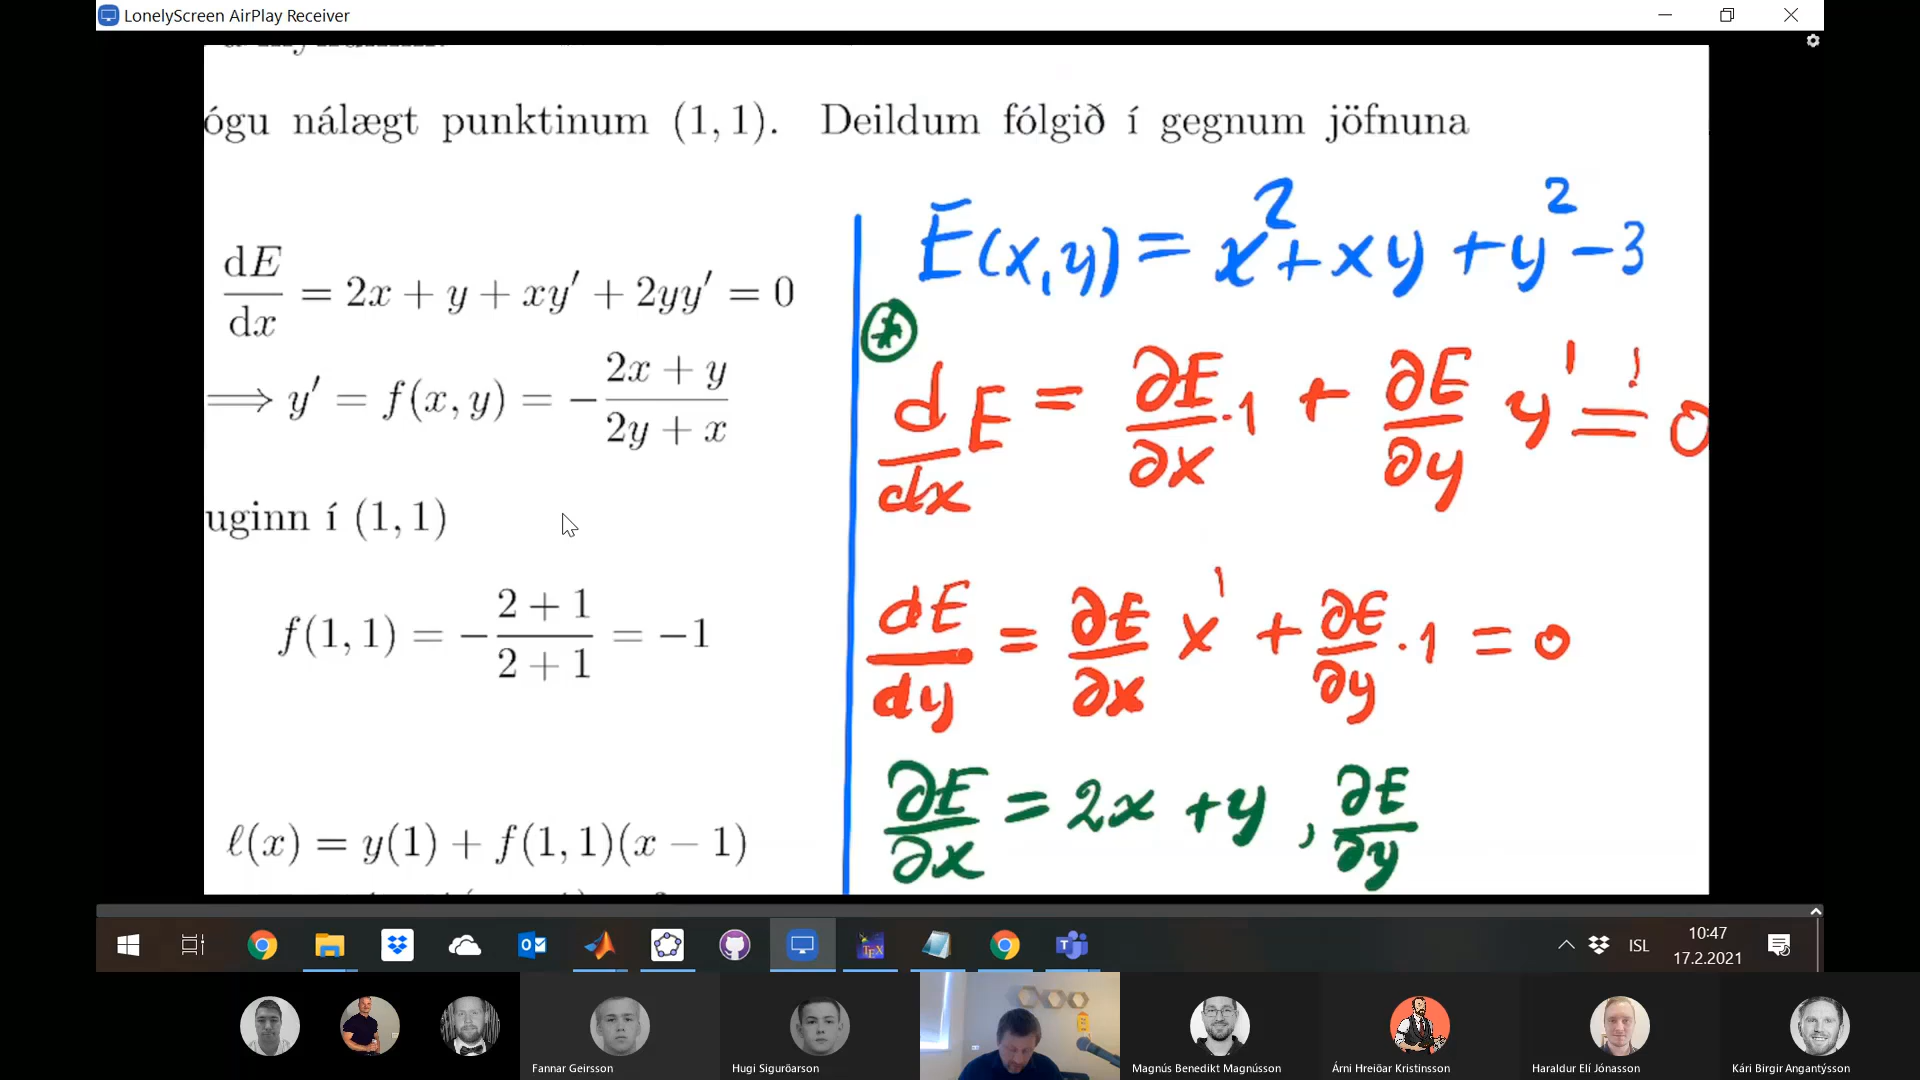 LonelyScreen AirPlay Receiver
ógu nálægt punktinum (1, 1). Deildum fólgið í gegnum jöfnuna
dE/dx = 2x + y + xy′ + 2yy′ = 0
⟹ y′ = f(x, y) = −(2x + y)/(2y + x)
uginn í (1, 1)
f(1, 1) = −(2 + 1)/(2 + 1) = −1
ℓ(x) = y(1) + f(1, 1)(x − 1)
E(x,y) = x² + xy + y² − 3
*
d/dx E = ∂E/∂x · 1 + ∂E/∂y y' =! 0
dE/dy = ∂E/∂x x' + ∂E/∂y · 1 = 0
∂E/∂x = 2x + y , ∂E/∂y
ISL
10:47
17.2.2021
Fannar Geirsson
Hugi Sigurðarson
Magnús Benedikt Magnússon
Árni Hreiðar Kristinsson
Haraldur Elí Jónasson
Kári Birgir Angantýsson